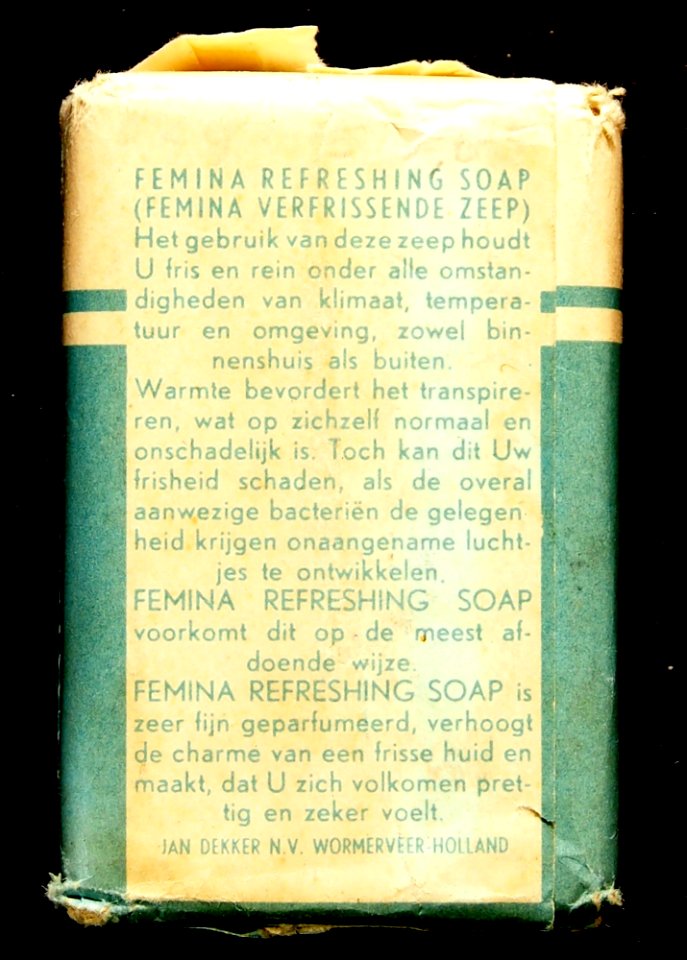 FEMINA REFRESHING SOAP
(FEMINA VERFRISSENDE ZEEP)
Het gebruik van deze zeep houdt
U fris en rein onder alle omstan-
digheden van klimaat, tempera-
tuur en omgeving, zowel bin-
nenshuis als buiten.
Warmte bevordert het transpire-
ren, wat op zichzelf normaal en
onschadelijk is. Toch kan dit Uw
frisheid schaden, als de overal
aanwezige bacteriën de gelegen
heid krijgen onaangename lucht-
jes te ontwikkelen.
FEMINA REFRESHING SOAP
voorkomt dit op de meest af-
doende wijze.
FEMINA REFRESHING SOAP is
zeer fijn geparfumeerd, verhoogt
de charme van een frisse huid en
maakt, dat U zich volkomen pret-
tig en zeker voelt.
JAN DEKKER N.V. WORMERVEER-HOLLAND